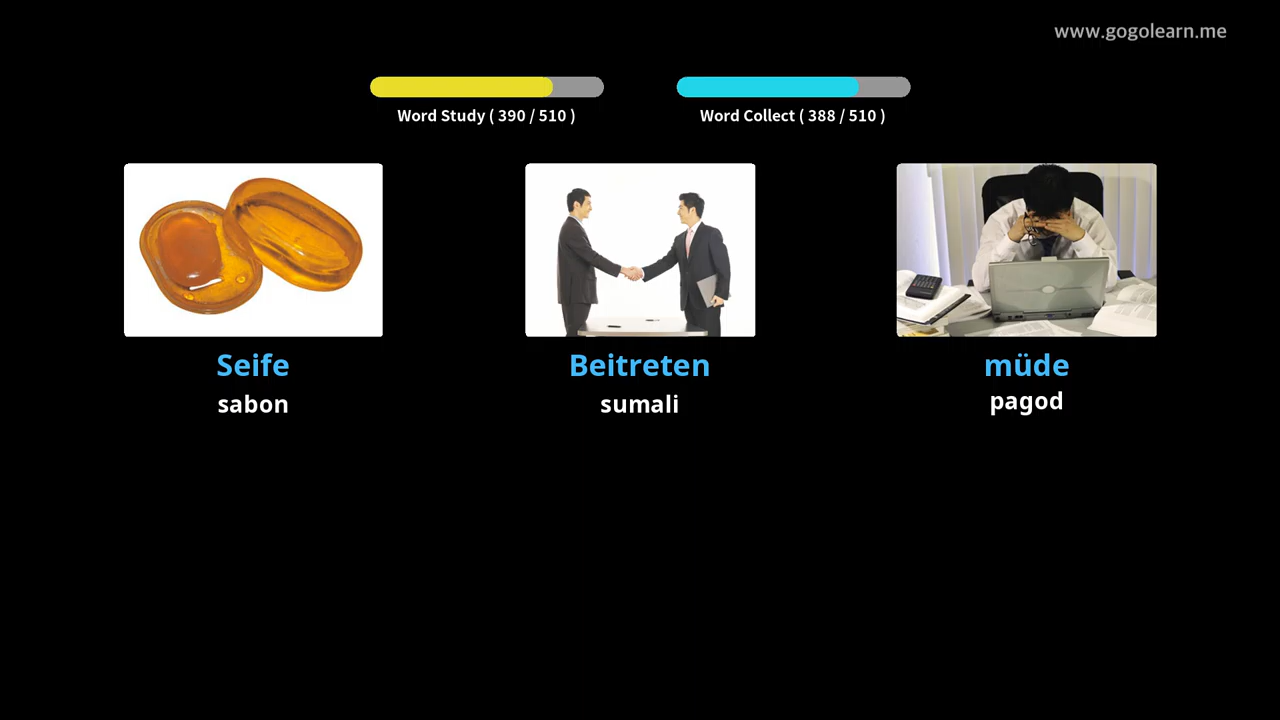 www.gogolearn.me
Word Study ( 390 / 510 )
Word Collect ( 388 / 510 )
Seife
sabon
Beitreten
sumali
müde
pagod